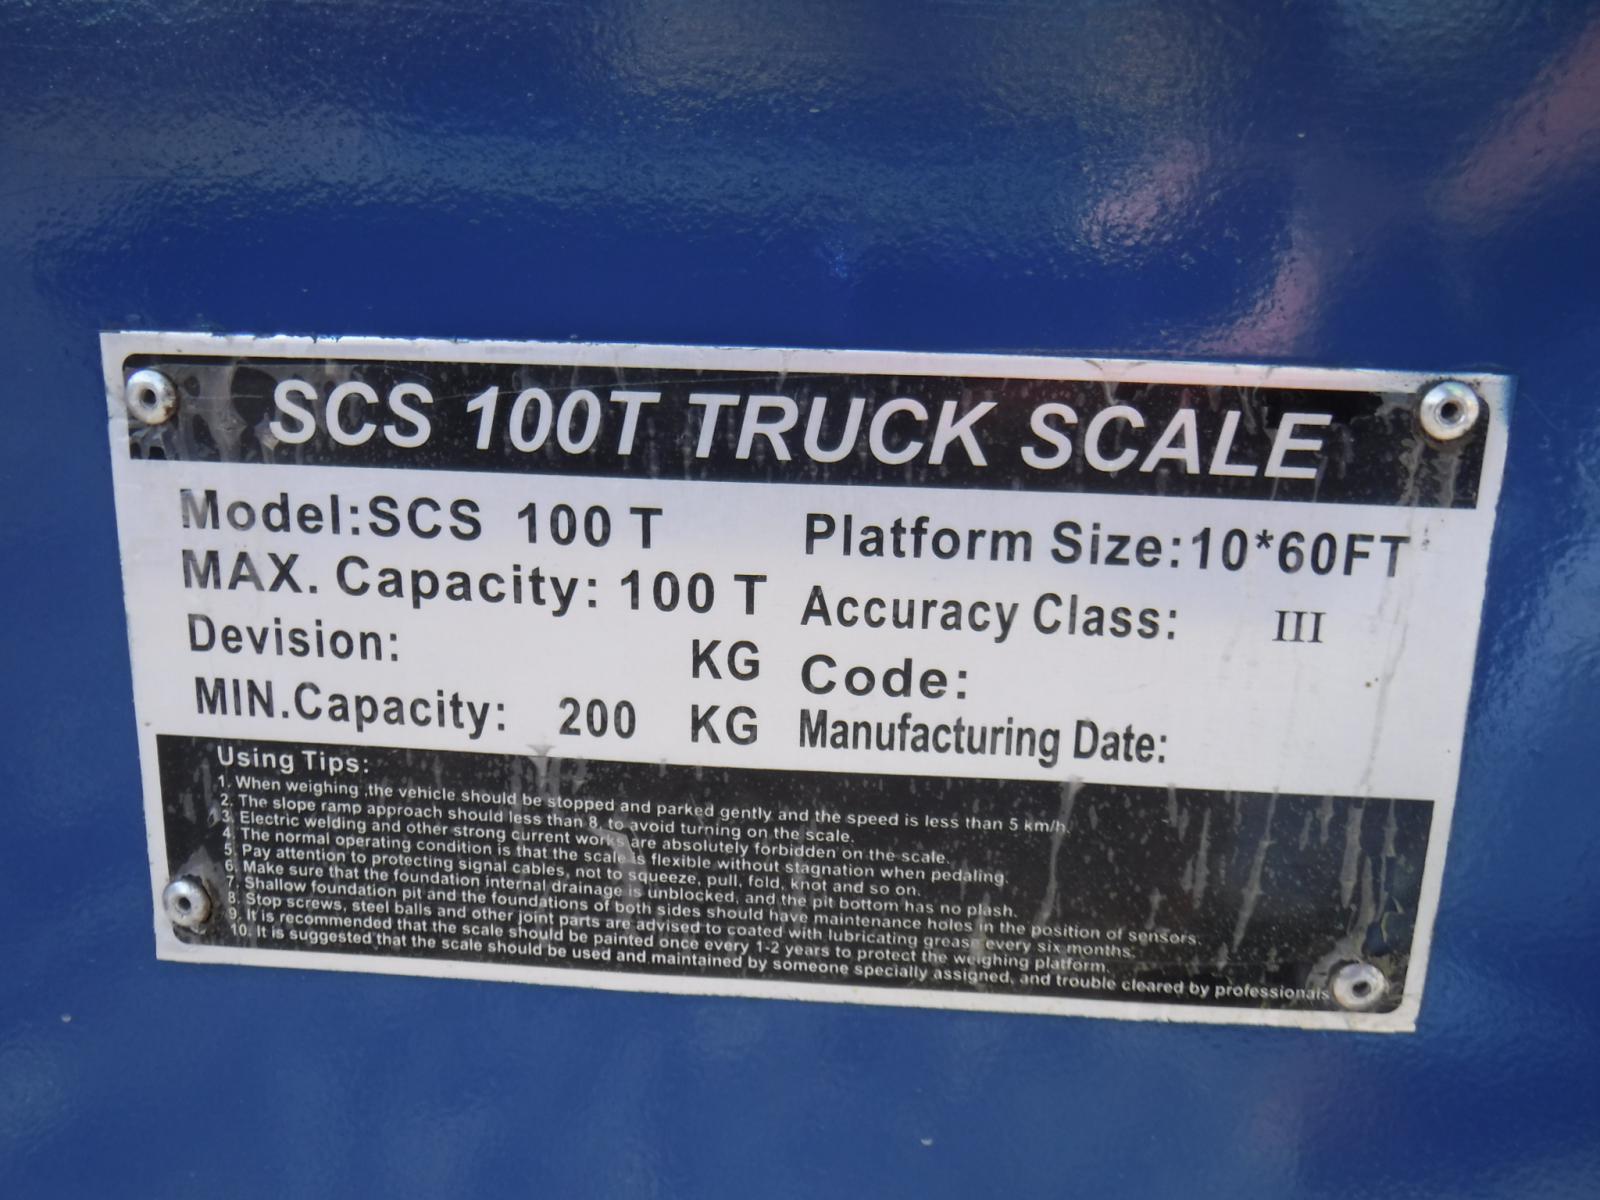 SCS 100T TRUCK SCALE
Model:SCS 100 T
MAX. Capacity: 100 T
Devision: KG
MIN.Capacity: 200 KG
Platform Size:10*60FT
Accuracy Class: III
Code:
Manufacturing Date:
Using Tips:
1. When weighing ,the vehicle should be stopped and parked gently and the speed is less than 5 km/h.
2. The slope ramp approach should less than 8, to avoid turning on the scale.
3. Electric welding and other strong current works are absolutely forbidden on the scale.
4. The normal operating condition is that the scale is flexible without stagnation when pedaling.
5. Pay attention to protecting signal cables, not to squeeze, pull, fold, knot and so on.
6. Make sure that the foundation internal drainage is unblocked, and the pit bottom has no plash.
7. Shallow foundation pit and the foundations of both sides should have maintenance holes in the position of sensors.
8. Stop screws, steel balls and other joint parts are advised to coated with lubricating grease every six months.
9. It is recommended that the scale should be painted once every 1-2 years to protect the weighing platform.
10. It is suggested that the scale should be used and maintained by someone specially assigned, and trouble cleared by professionals